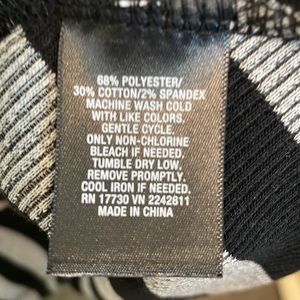 68% POLYESTER/
30% COTTON/2% SPANDEX
MACHINE WASH COLD
WITH LIKE COLORS.
GENTLE CYCLE.
ONLY NON-CHLORINE
BLEACH IF NEEDED.
TUMBLE DRY LOW.
REMOVE PROMPTLY.
COOL IRON IF NEEDED.
RN 17730 VN 2242811
MADE IN CHINA